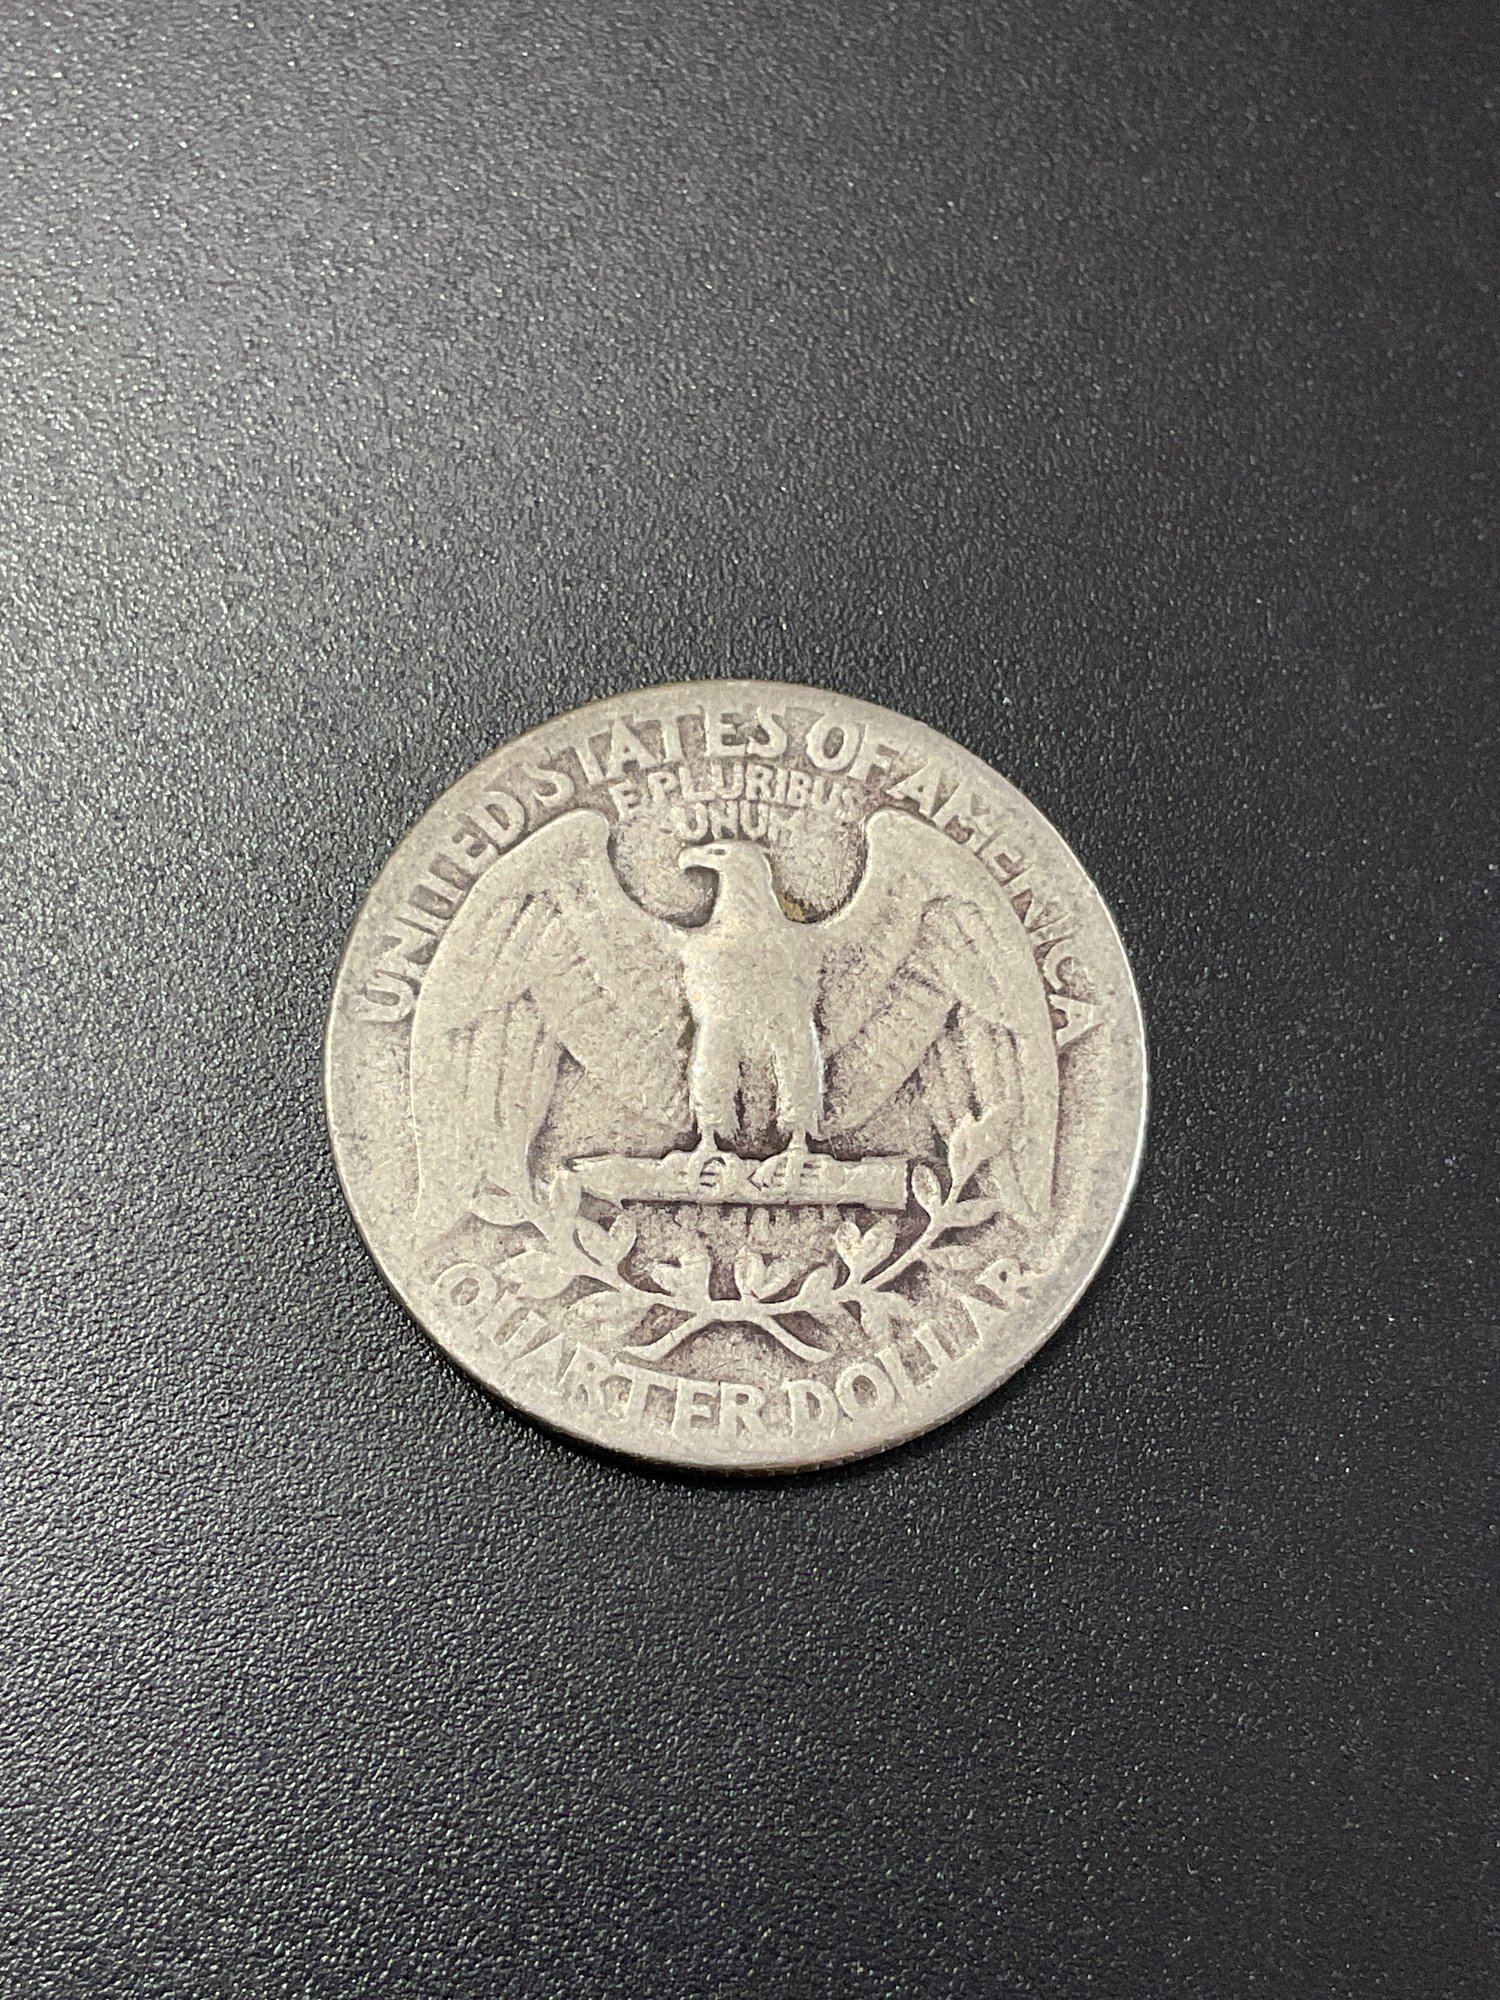 UNITED STATES OF AMERICA
E PLURIBUS
UNUM
QUARTER DOLLAR